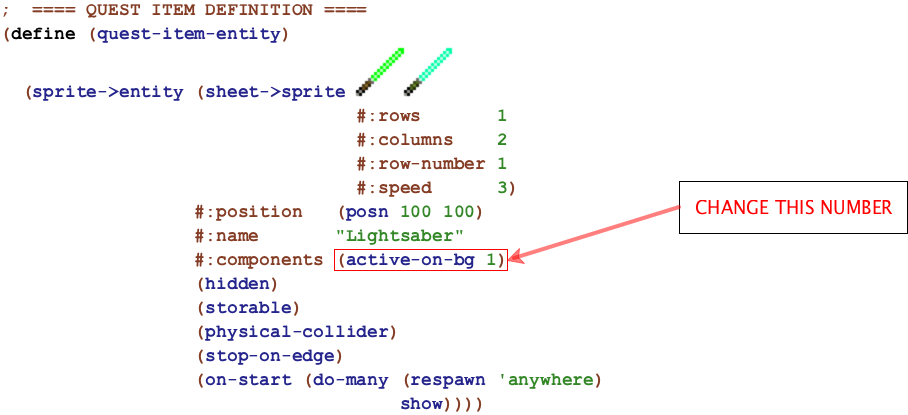 ; ==== QUEST ITEM DEFINITION ====
(define (quest-item-entity)
(sprite->entity (sheet->sprite
#:rows 1
#:columns 2
#:row-number 1
#:speed 3)
#:position (posn 100 100)
#:name "Lightsaber"
#:components (active-on-bg 1)
(hidden)
(storable)
(physical-collider)
(stop-on-edge)
(on-start (do-many (respawn 'anywhere)
show))))
CHANGE THIS NUMBER